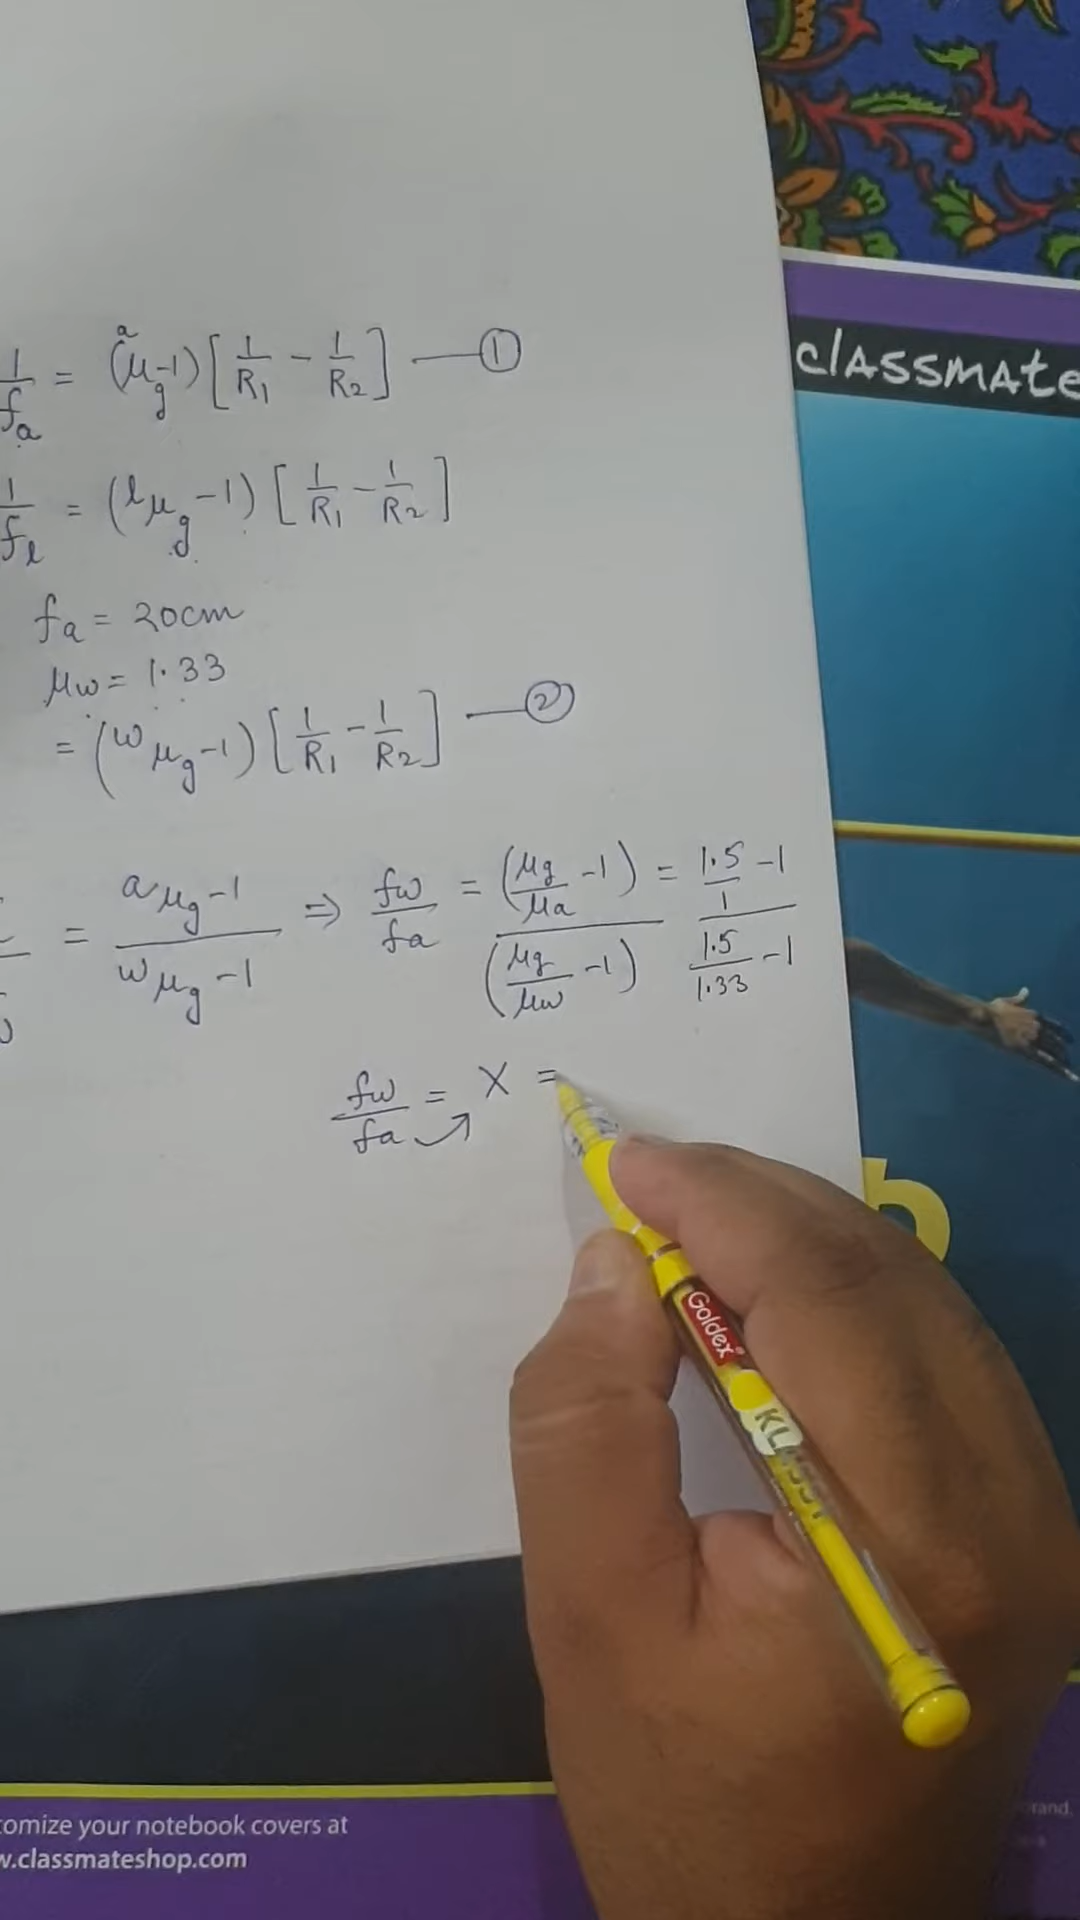 1/fa = (aμg-1) [1/R1 - 1/R2] — ①
1/fl = (lμg-1) [1/R1 - 1/R2]
fa = 20cm
μw = 1.33
= (wμg-1) [1/R1 - 1/R2] — ②
= aμg-1 / wμg-1 ⇒ fw/fa = (μg/μa - 1) / (μg/μw - 1) = 1.5/1 - 1 / 1.5/1.33 - 1
fw/fa = X =
classmate
Goldex
KLASSY
omize your notebook covers at
w.classmateshop.com